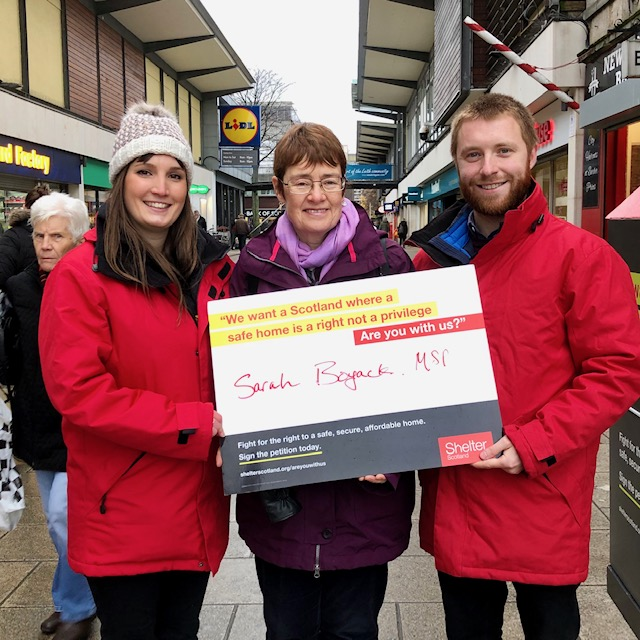 LIDL
d Factory
NEW
"We want a Scotland where a
safe home is a right not a privilege
Are you with us?"
Sarah Boyack. MSP
Fight for the right to a safe, secure, affordable home.
Sign the petition today.
shelterscotland.org/areyouwithus
Shelter
Scotland